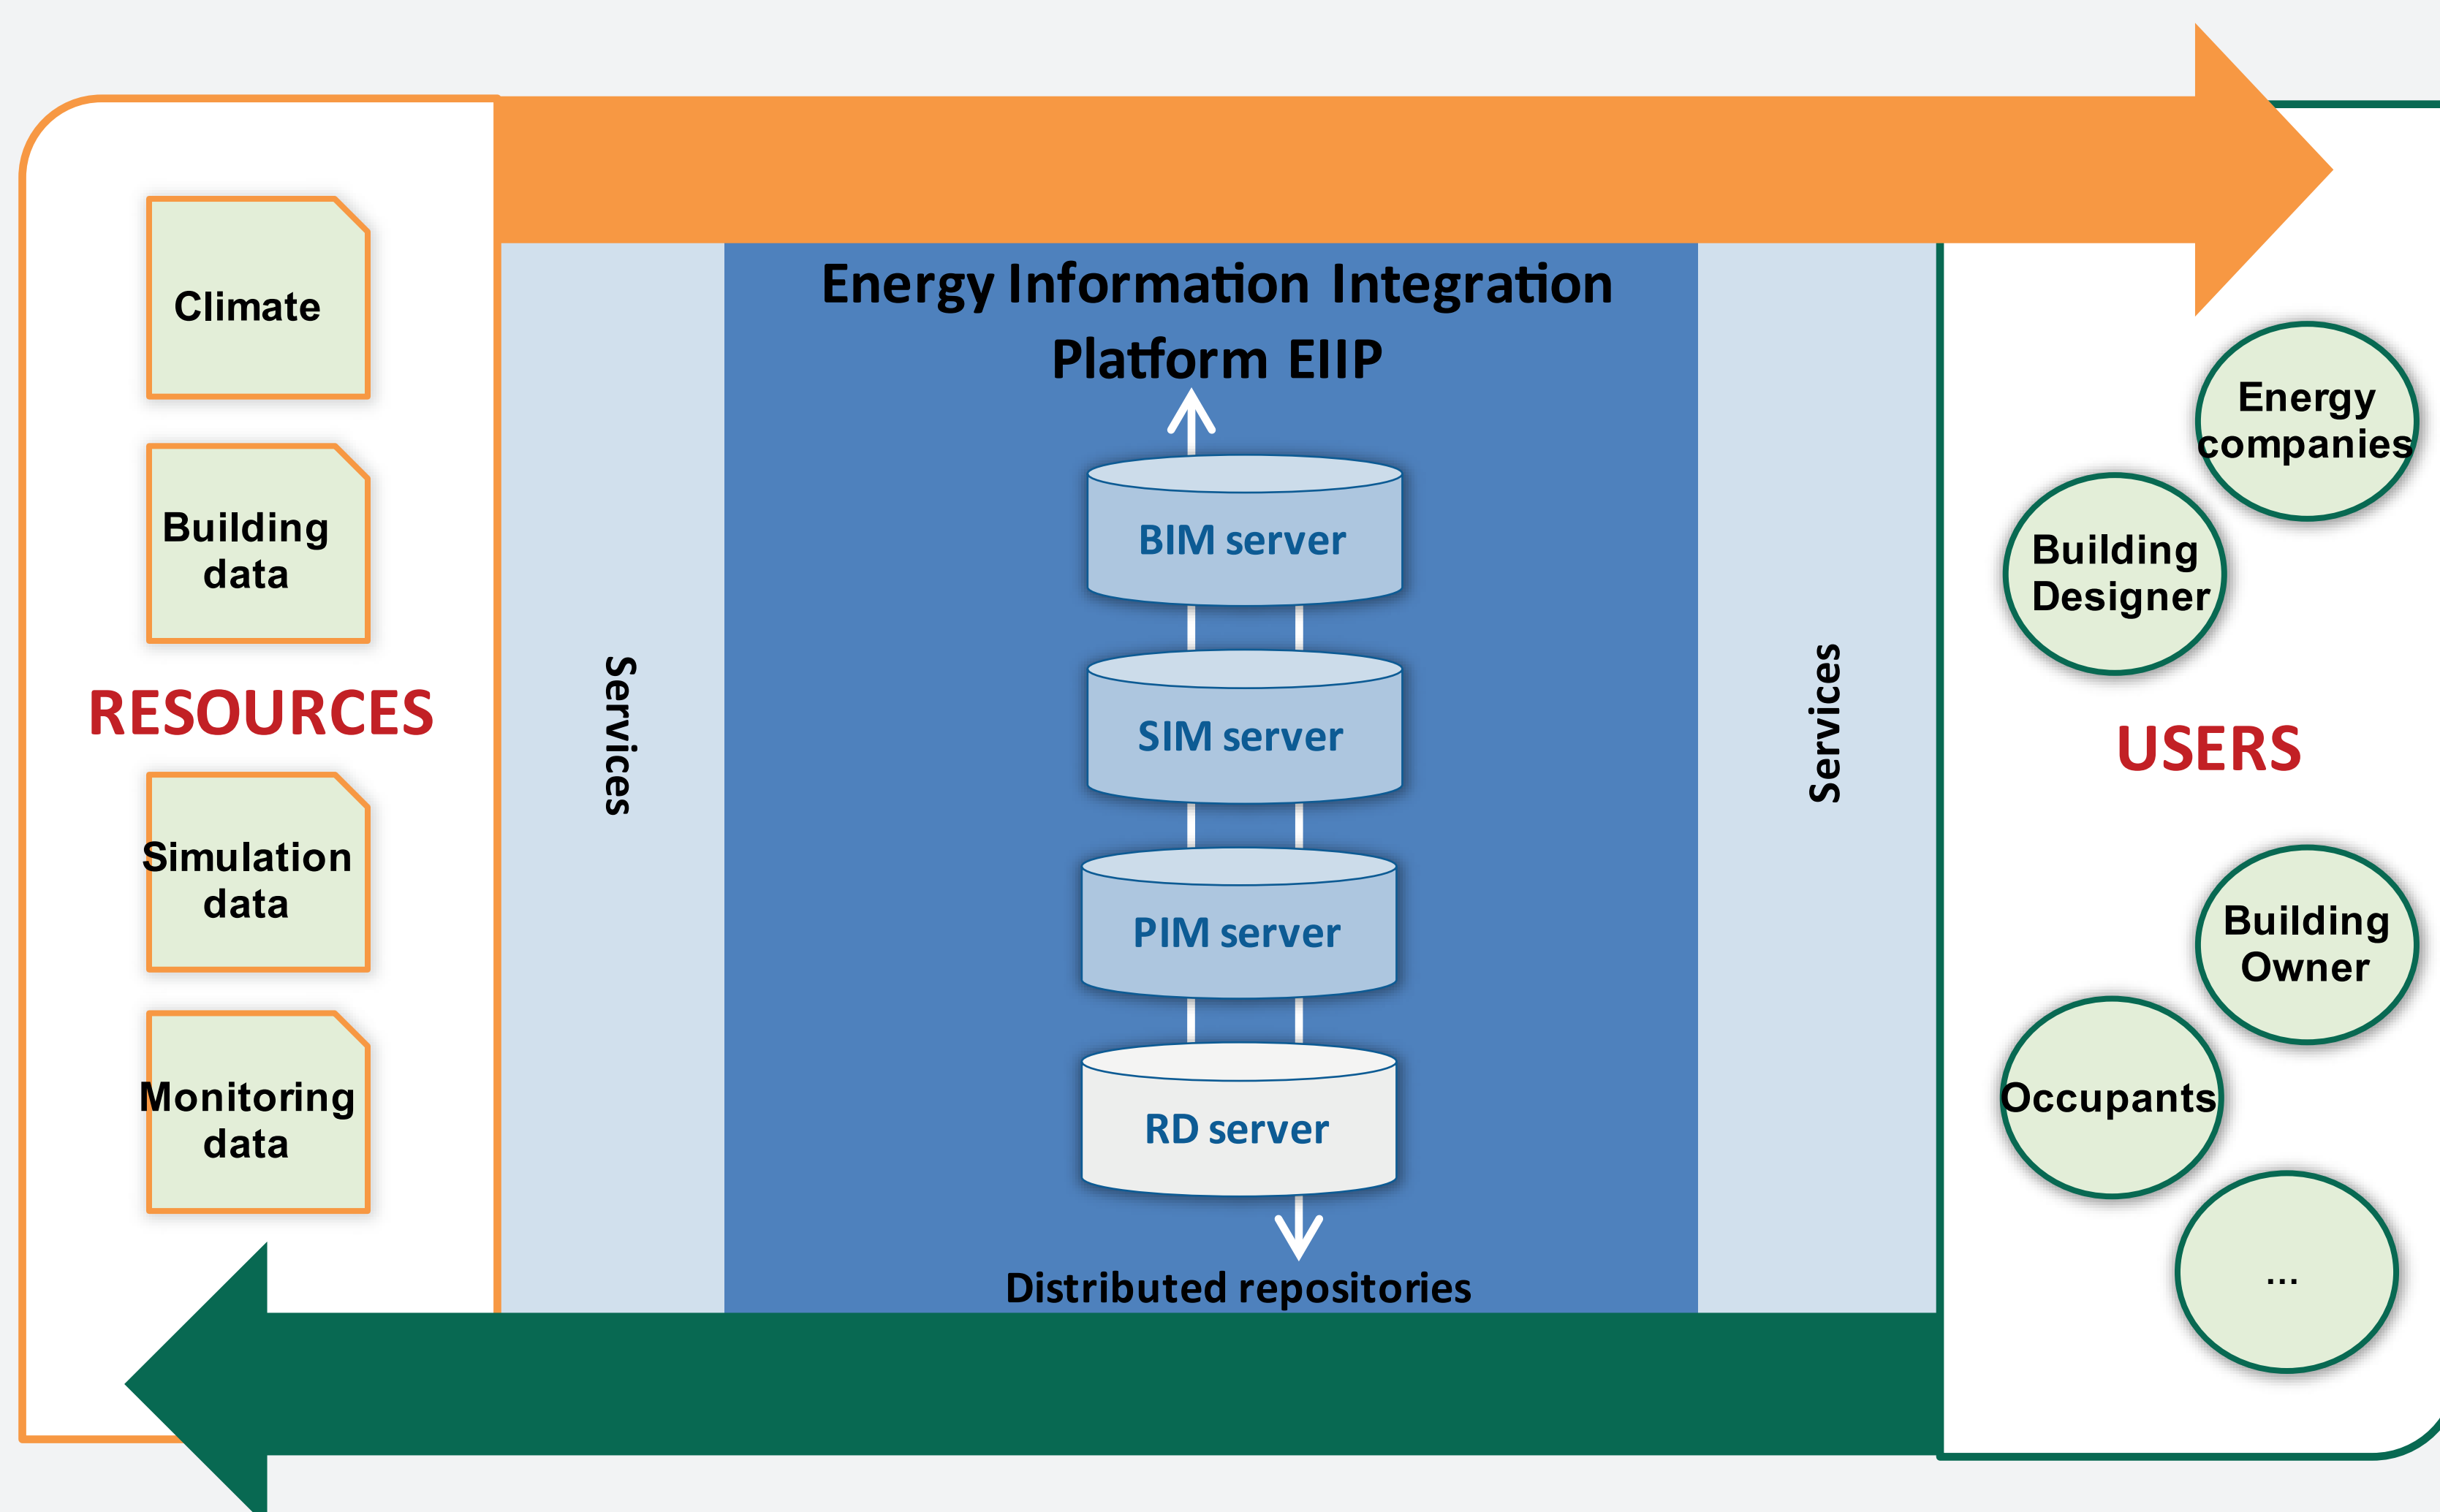 Climate
Building
data
RESOURCES
Simulation
data
Monitoring
data
Services
Energy Information Integration
Platform EIIP
BIM server
SIM server
PIM server
RD server
Distributed repositories
Services
Energy
companies
Building
Designer
USERS
Building
Owner
Occupants
...